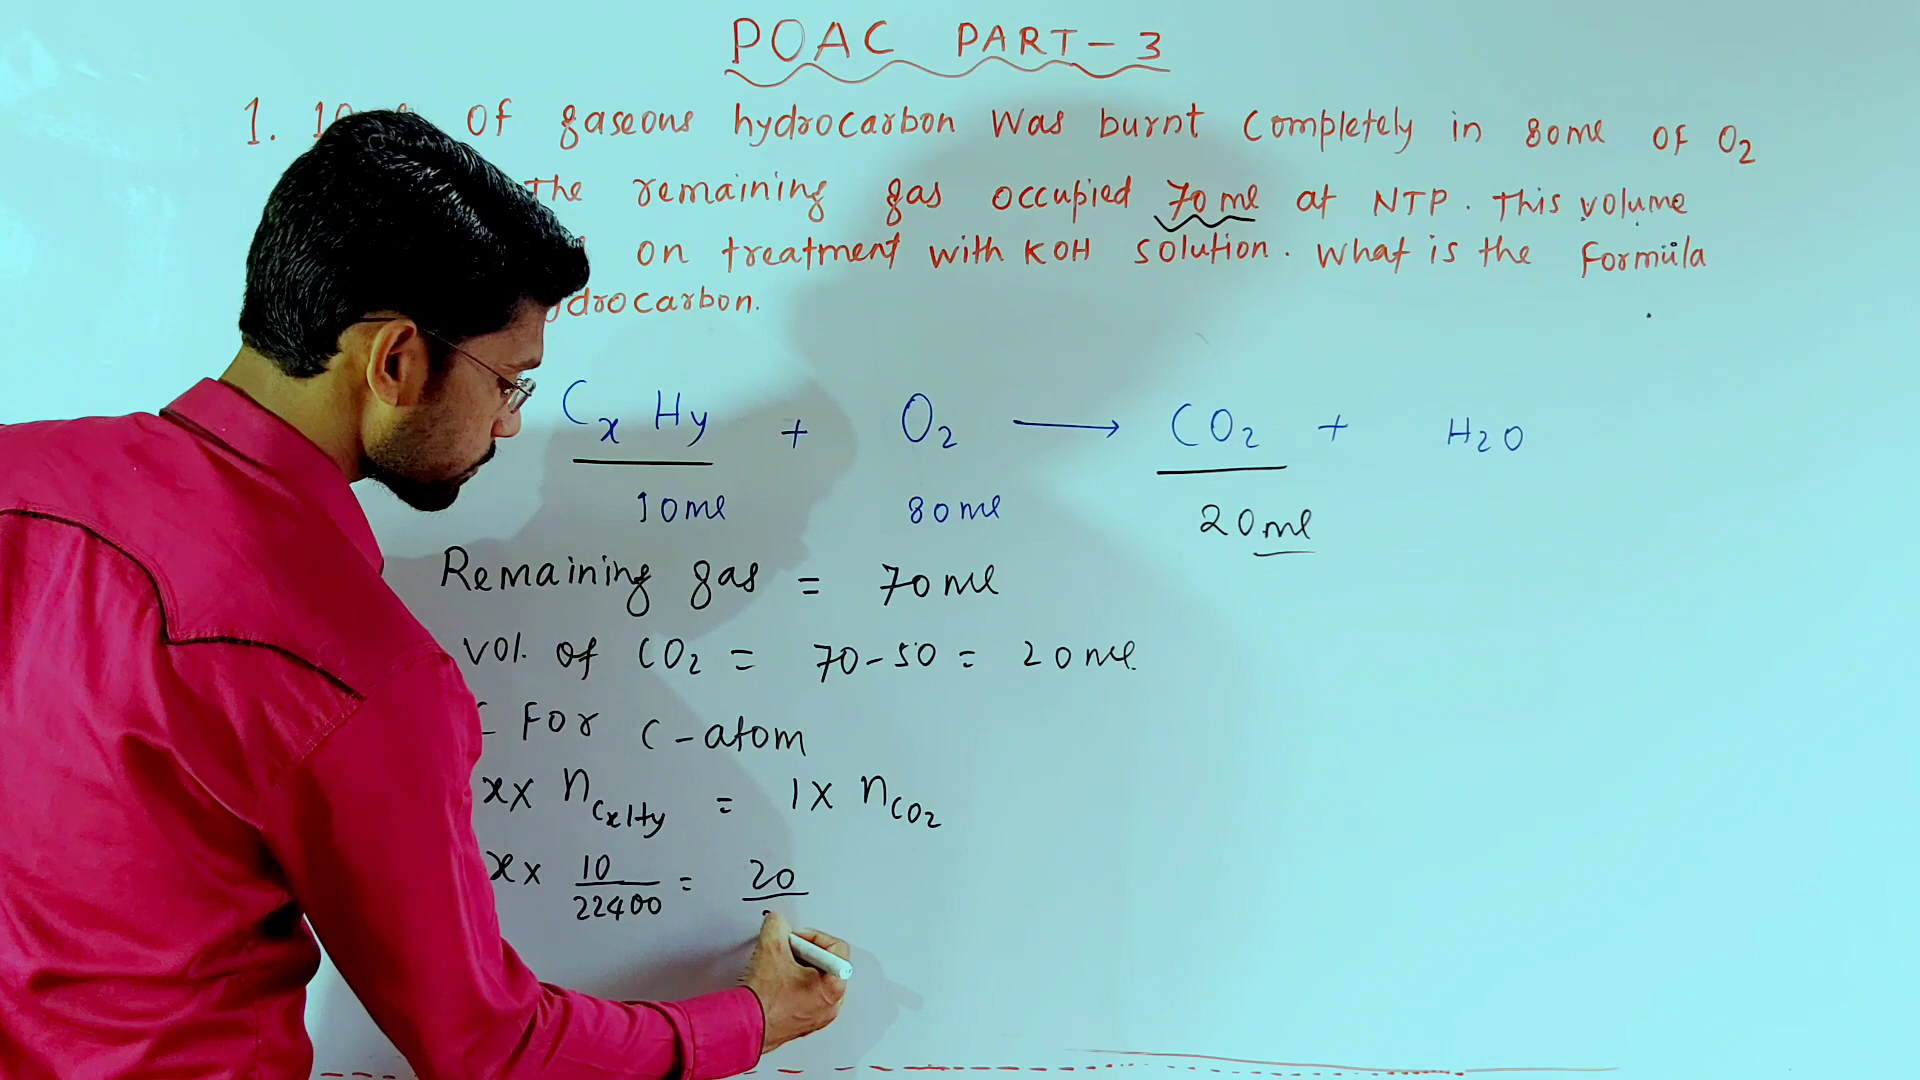 POAC PART-3
1. of gaseous hydrocarbon was burnt completely in 80ml of O2
The remaining gas occupied 70ml at NTP. This volume
on treatment with KOH solution. What is the formula
drocarbon.
CxHy + O2 → CO2 + H2O
10ml 80ml 20ml
Remaining gas = 70ml
vol. of CO2 = 70-50 = 20ml
For C-atom
x× nCxHy = 1× nCO2
x× 10/22400 = 20